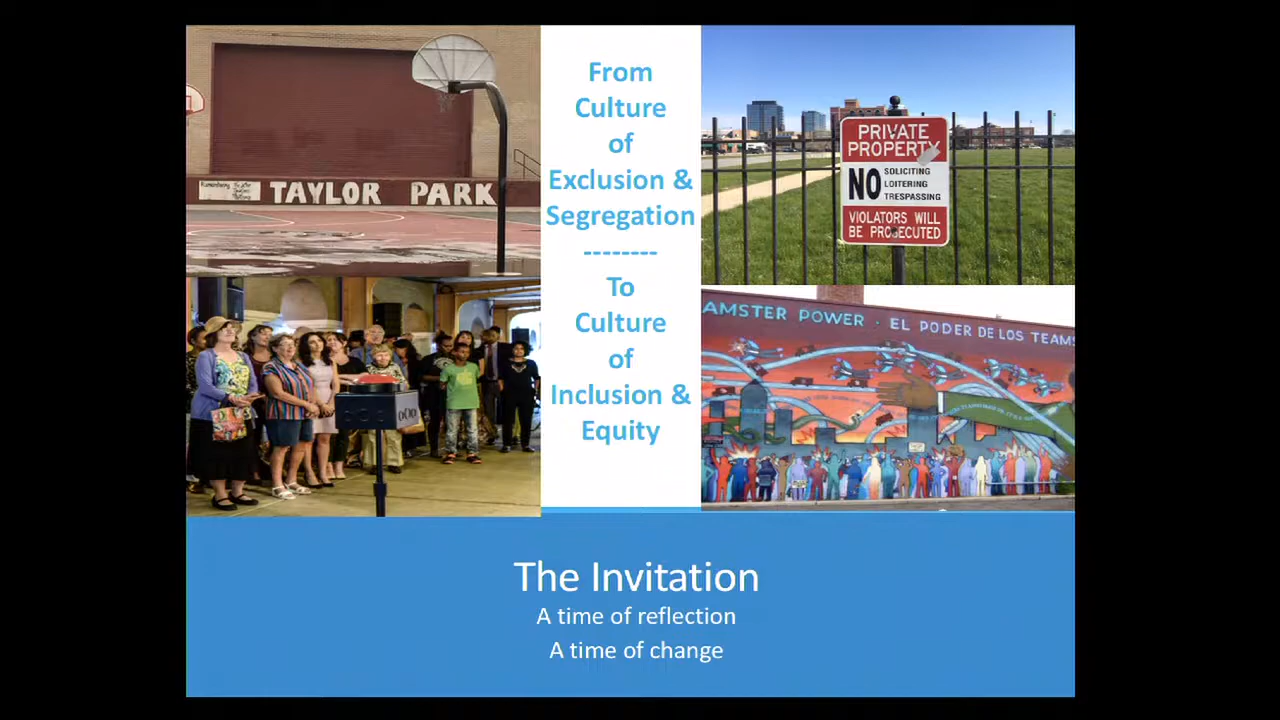 TAYLOR PARK
From
Culture
of
Exclusion &
Segregation
--------
To
Culture
of
Inclusion &
Equity
PRIVATE
PROPERTY
NO SOLICITING
LOITERING
TRESPASSING
VIOLATORS WILL
BE PROSECUTED
AMSTER POWER · EL PODER DE LOS TEAMS
The Invitation
A time of reflection
A time of change